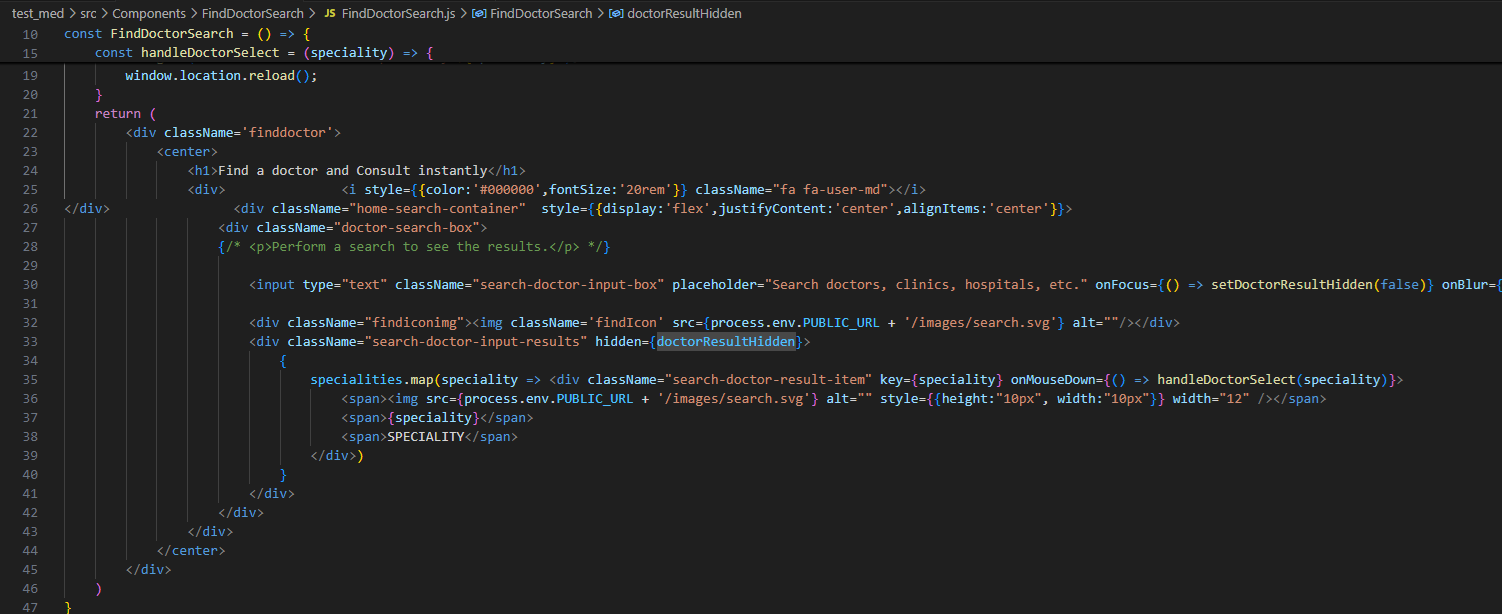 test_med > src > Components > FindDoctorSearch > JS FindDoctorSearch.js > FindDoctorSearch > doctorResultHidden
10 const FindDoctorSearch = () => {
15 const handleDoctorSelect = (speciality) => {
19 window.location.reload();
20 }
21 return (
22 <div className='finddoctor'>
23 <center>
24 <h1>Find a doctor and Consult instantly</h1>
25 <div> <i style={{color:'#000000',fontSize:'20rem'}} className="fa fa-user-md"></i>
26 </div> <div className="home-search-container" style={{display:'flex',justifyContent:'center',alignItems:'center'}}>
27 <div className="doctor-search-box">
28 {/* <p>Perform a search to see the results.</p> */}
29
30 <input type="text" className="search-doctor-input-box" placeholder="Search doctors, clinics, hospitals, etc." onFocus={() => setDoctorResultHidden(false)} onBlur={
31
32 <div className="findiconimg"><img className='findIcon' src={process.env.PUBLIC_URL + '/images/search.svg'} alt=""/></div>
33 <div className="search-doctor-input-results" hidden={doctorResultHidden}>
34 {
35 specialities.map(speciality => <div className="search-doctor-result-item" key={speciality} onMouseDown={() => handleDoctorSelect(speciality)}>
36 <span><img src={process.env.PUBLIC_URL + '/images/search.svg'} alt="" style={{height:"10px", width:"10px"}} width="12" /></span>
37 <span>{speciality}</span>
38 <span>SPECIALITY</span>
39 </div>)
40 }
41 </div>
42 </div>
43 </div>
44 </center>
45 </div>
46 )
47 }